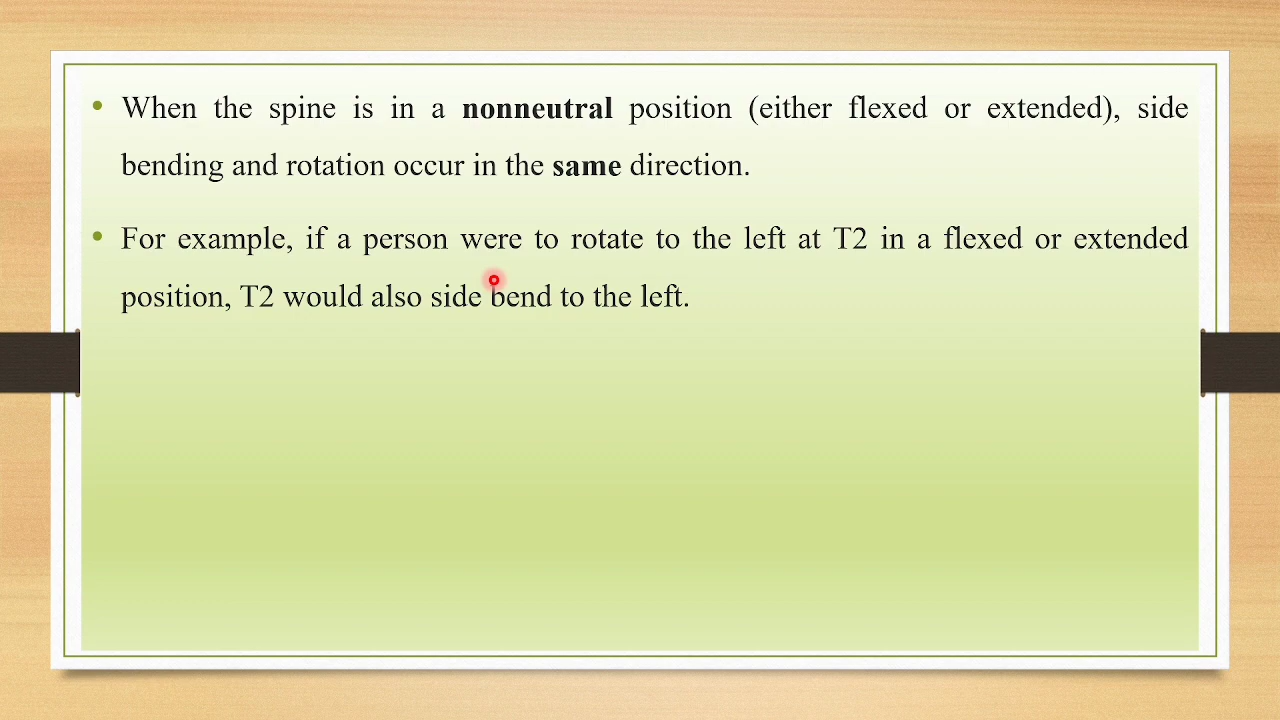 • When the spine is in a nonneutral position (either flexed or extended), side
bending and rotation occur in the same direction.
• For example, if a person were to rotate to the left at T2 in a flexed or extended
position, T2 would also side bend to the left.